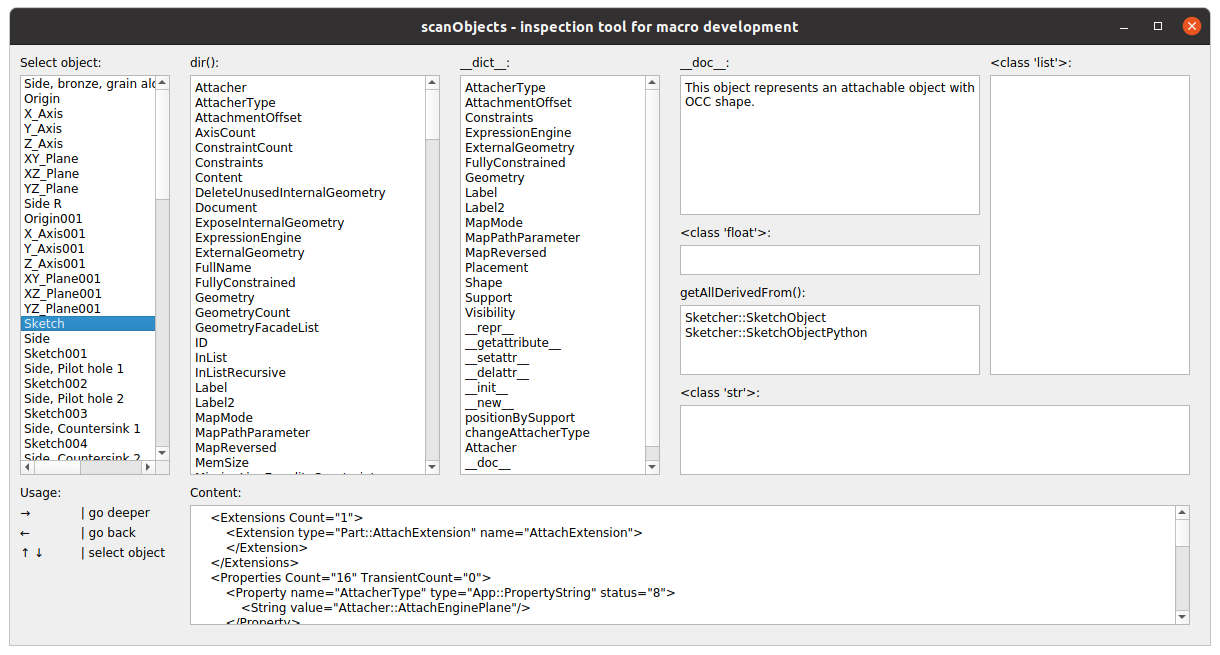 scanObjects - inspection tool for macro development
Select object:
Side, bronze, grain alo
Origin
X_Axis
Y_Axis
Z_Axis
XY_Plane
XZ_Plane
YZ_Plane
Side R
Origin001
X_Axis001
Y_Axis001
Z_Axis001
XY_Plane001
XZ_Plane001
YZ_Plane001
Sketch
Side
Sketch001
Side, Pilot hole 1
Sketch002
Side, Pilot hole 2
Sketch003
Side, Countersink 1
Sketch004
Side, Countersink 2
dir():
Attacher
AttacherType
AttachmentOffset
AxisCount
ConstraintCount
Constraints
Content
DeleteUnusedInternalGeometry
Document
ExposeInternalGeometry
ExpressionEngine
ExternalGeometry
FullName
FullyConstrained
Geometry
GeometryCount
GeometryFacadeList
ID
InList
InListRecursive
Label
Label2
MapMode
MapPathParameter
MapReversed
MemSize
__dict__:
AttacherType
AttachmentOffset
Constraints
ExpressionEngine
ExternalGeometry
FullyConstrained
Geometry
Label
Label2
MapMode
MapPathParameter
MapReversed
Placement
Shape
Support
Visibility
__repr__
__getattribute__
__setattr__
__delattr__
__init__
__new__
positionBySupport
changeAttacherType
Attacher
__doc__
__doc__:
This object represents an attachable object with
OCC shape.
<class 'float'>:
getAllDerivedFrom():
Sketcher::SketchObject
Sketcher::SketchObjectPython
<class 'str'>:
<class 'list'>:
Usage:
→ | go deeper
← | go back
↑ ↓ | select object
Content:
<Extensions Count="1">
<Extension type="Part::AttachExtension" name="AttachExtension">
</Extension>
</Extensions>
<Properties Count="16" TransientCount="0">
<Property name="AttacherType" type="App::PropertyString" status="8">
<String value="Attacher::AttachEnginePlane"/>
</Property>